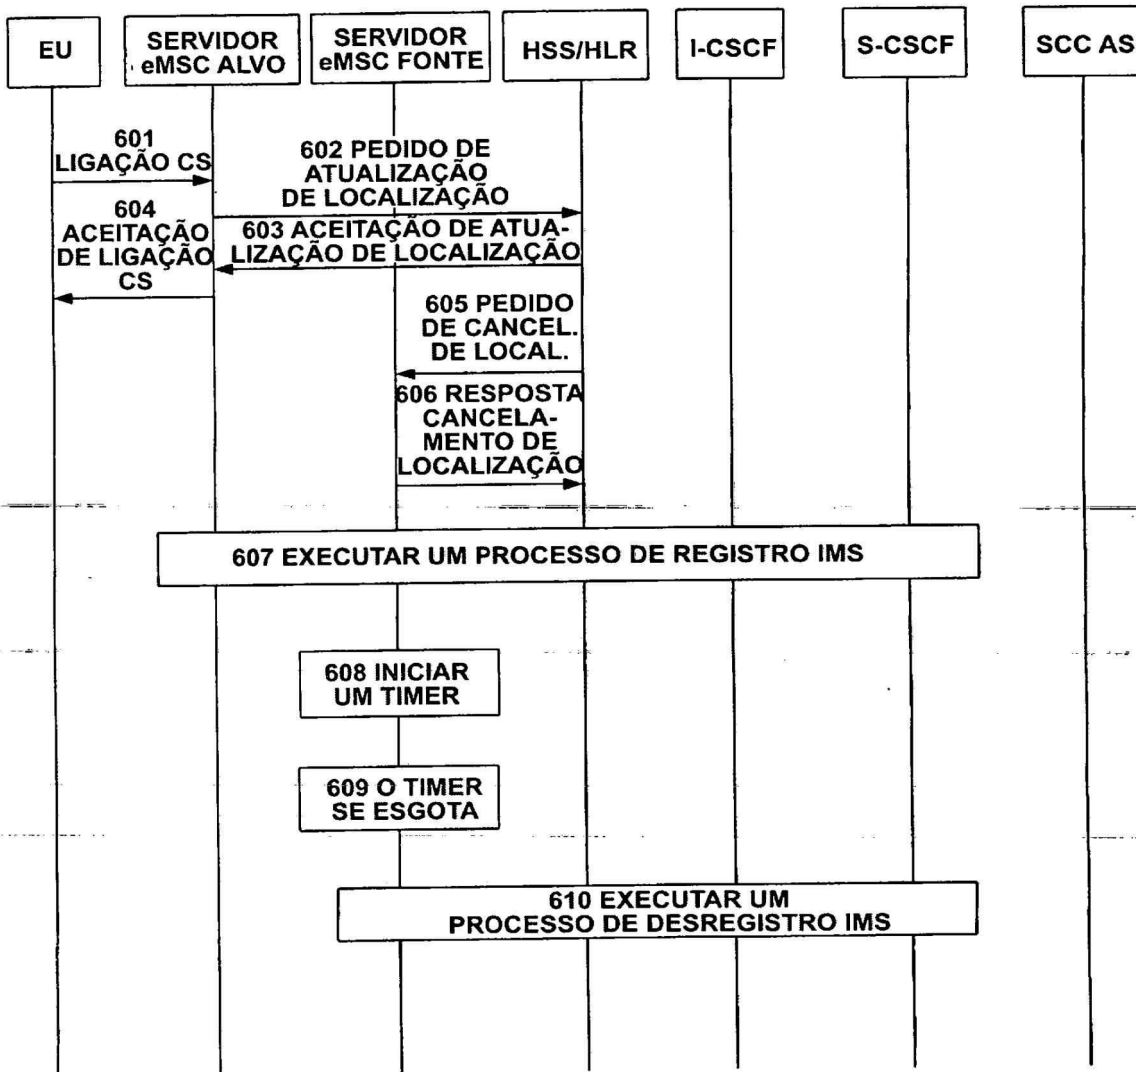 EU
SERVIDOR
eMSC ALVO
SERVIDOR
eMSC FONTE
HSS/HLR
I-CSCF
S-CSCF
SCC AS
601
LIGAÇÃO CS
602 PEDIDO DE
ATUALIZAÇÃO
DE LOCALIZAÇÃO
603 ACEITAÇÃO DE ATUA-
LIZAÇÃO DE LOCALIZAÇÃO
604
ACEITAÇÃO
DE LIGAÇÃO
CS
605 PEDIDO
DE CANCEL.
DE LOCAL.
606 RESPOSTA
CANCELA-
MENTO DE
LOCALIZAÇÃO
607 EXECUTAR UM PROCESSO DE REGISTRO IMS
608 INICIAR
UM TIMER
609 O TIMER
SE ESGOTA
610 EXECUTAR UM
PROCESSO DE DESREGISTRO IMS